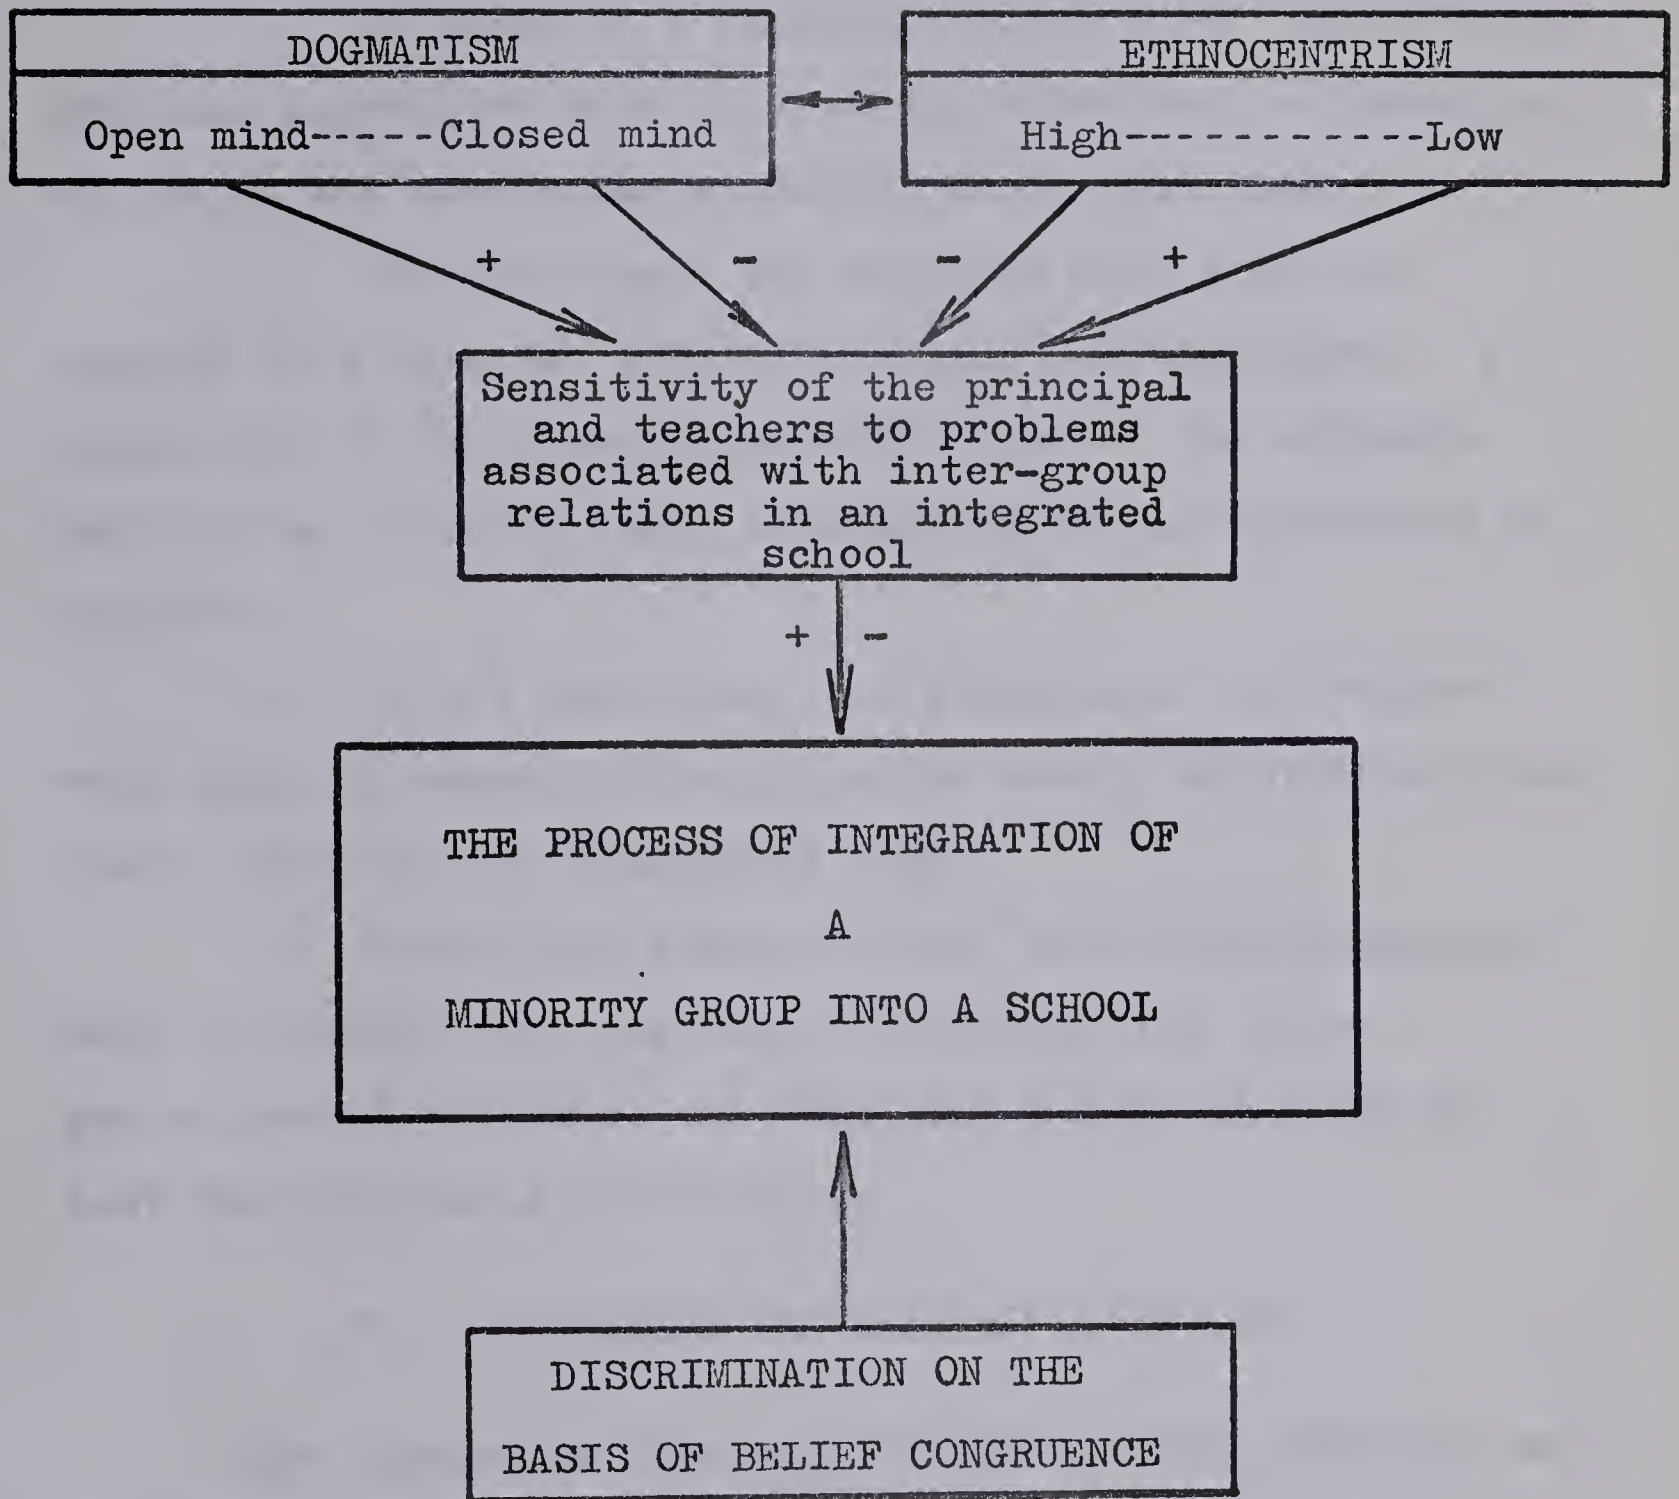 DOGMATISM
Open mind-----Closed mind
ETHNOCENTRISM
High-----------Low
+
-
-
+
Sensitivity of the principal
and teachers to problems
associated with inter-group
relations in an integrated
school
+ -
THE PROCESS OF INTEGRATION OF
A
MINORITY GROUP INTO A SCHOOL
DISCRIMINATION ON THE
BASIS OF BELIEF CONGRUENCE